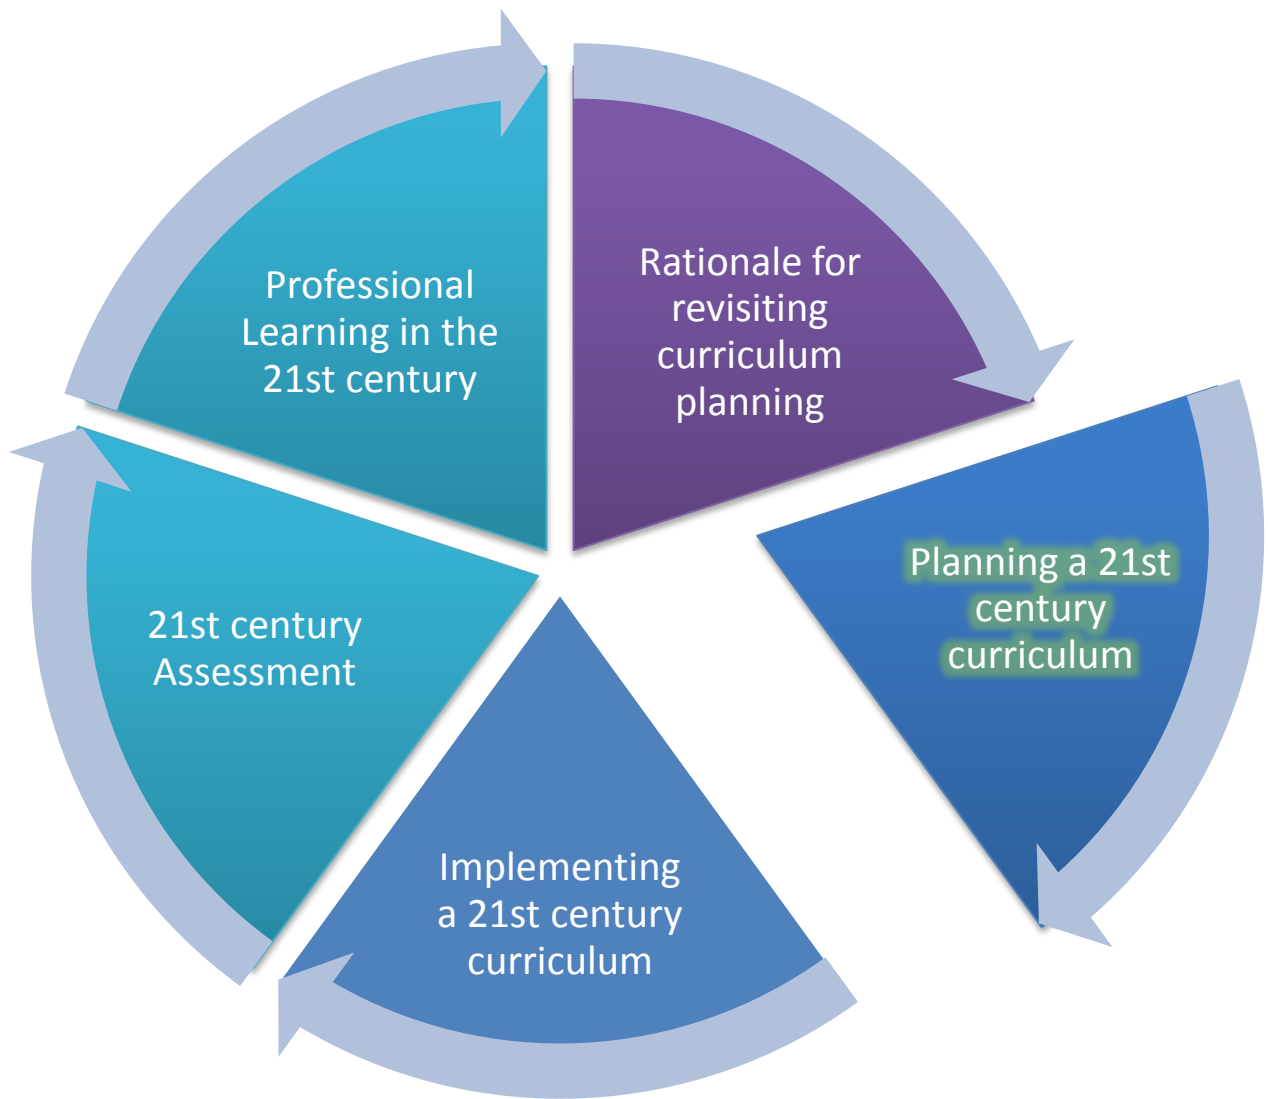 Professional
Learning in the
21st century
Rationale for
revisiting
curriculum
planning
Planning a 21st
century
curriculum
21st century
Assessment
Implementing
a 21st century
curriculum